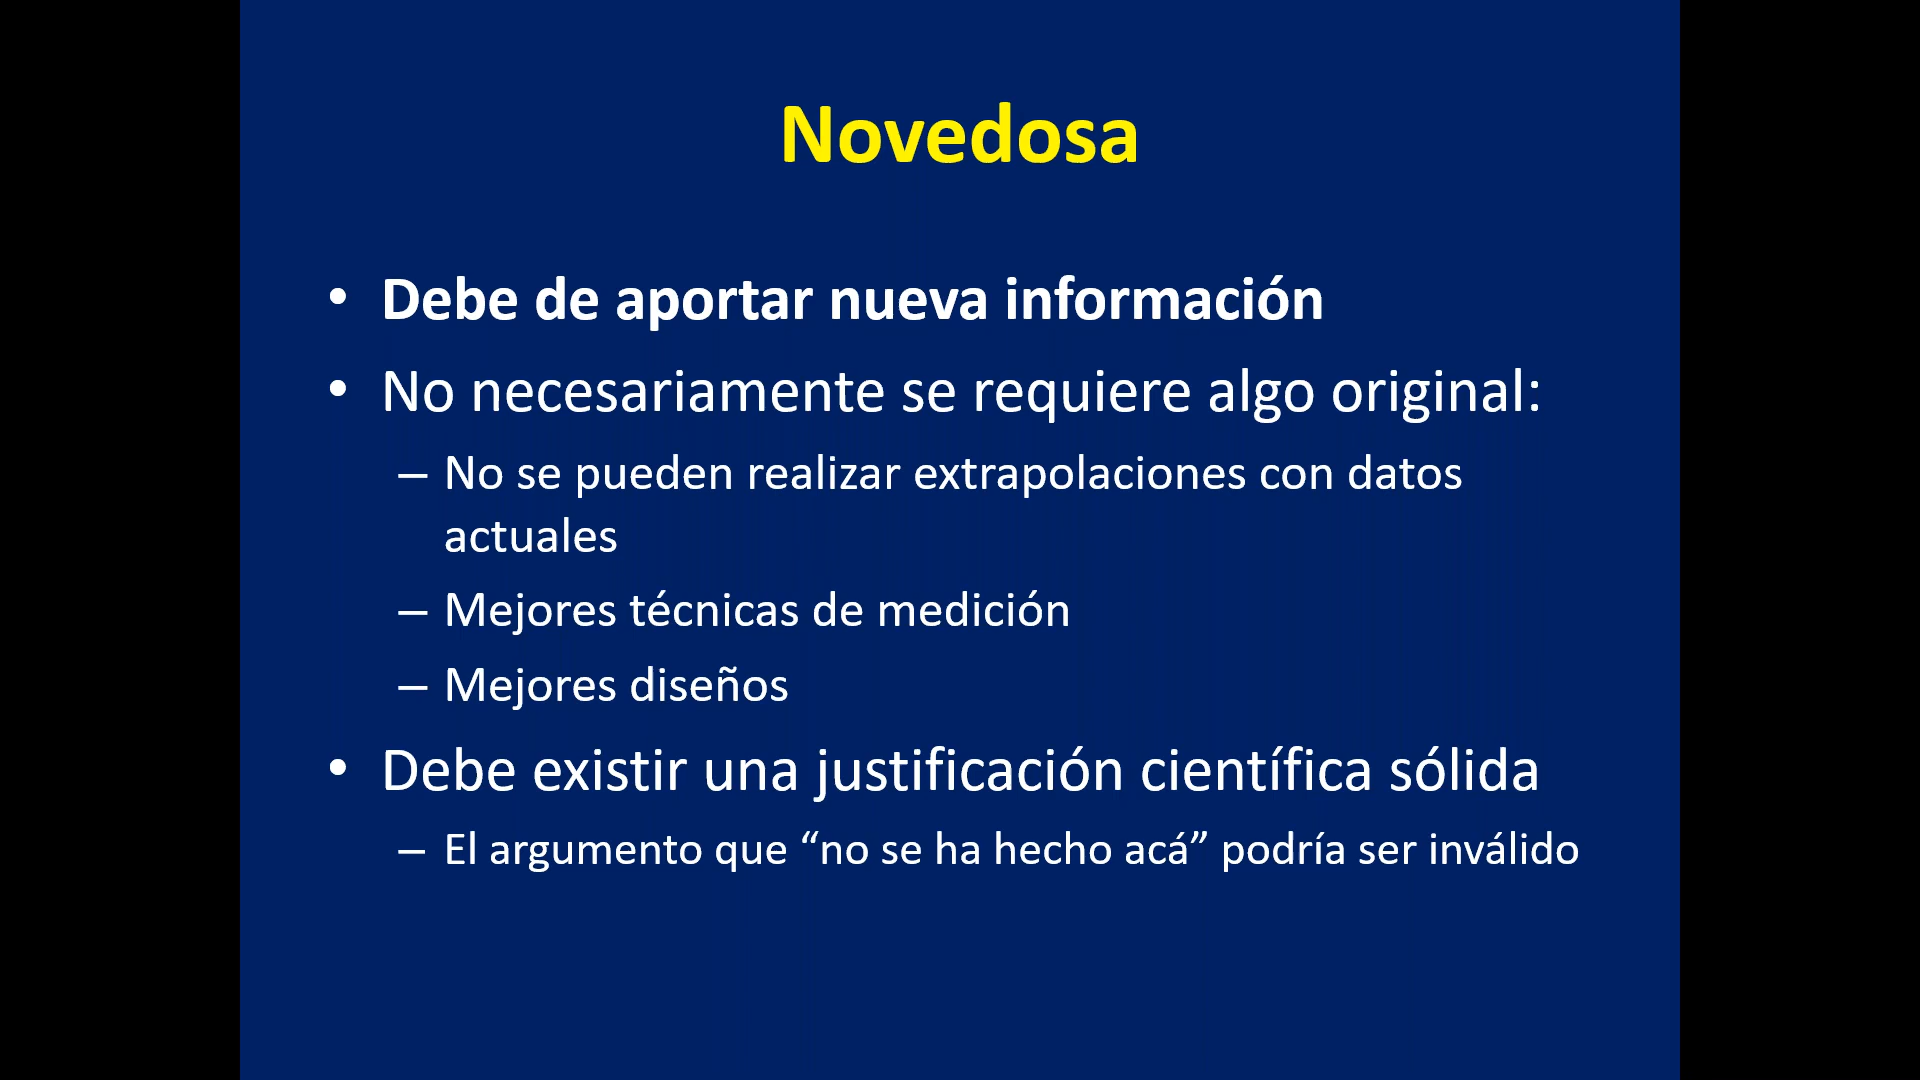 Novedosa
• Debe de aportar nueva información
• No necesariamente se requiere algo original:
– No se pueden realizar extrapolaciones con datos
actuales
– Mejores técnicas de medición
– Mejores diseños
• Debe existir una justificación científica sólida
– El argumento que “no se ha hecho acá” podría ser inválido